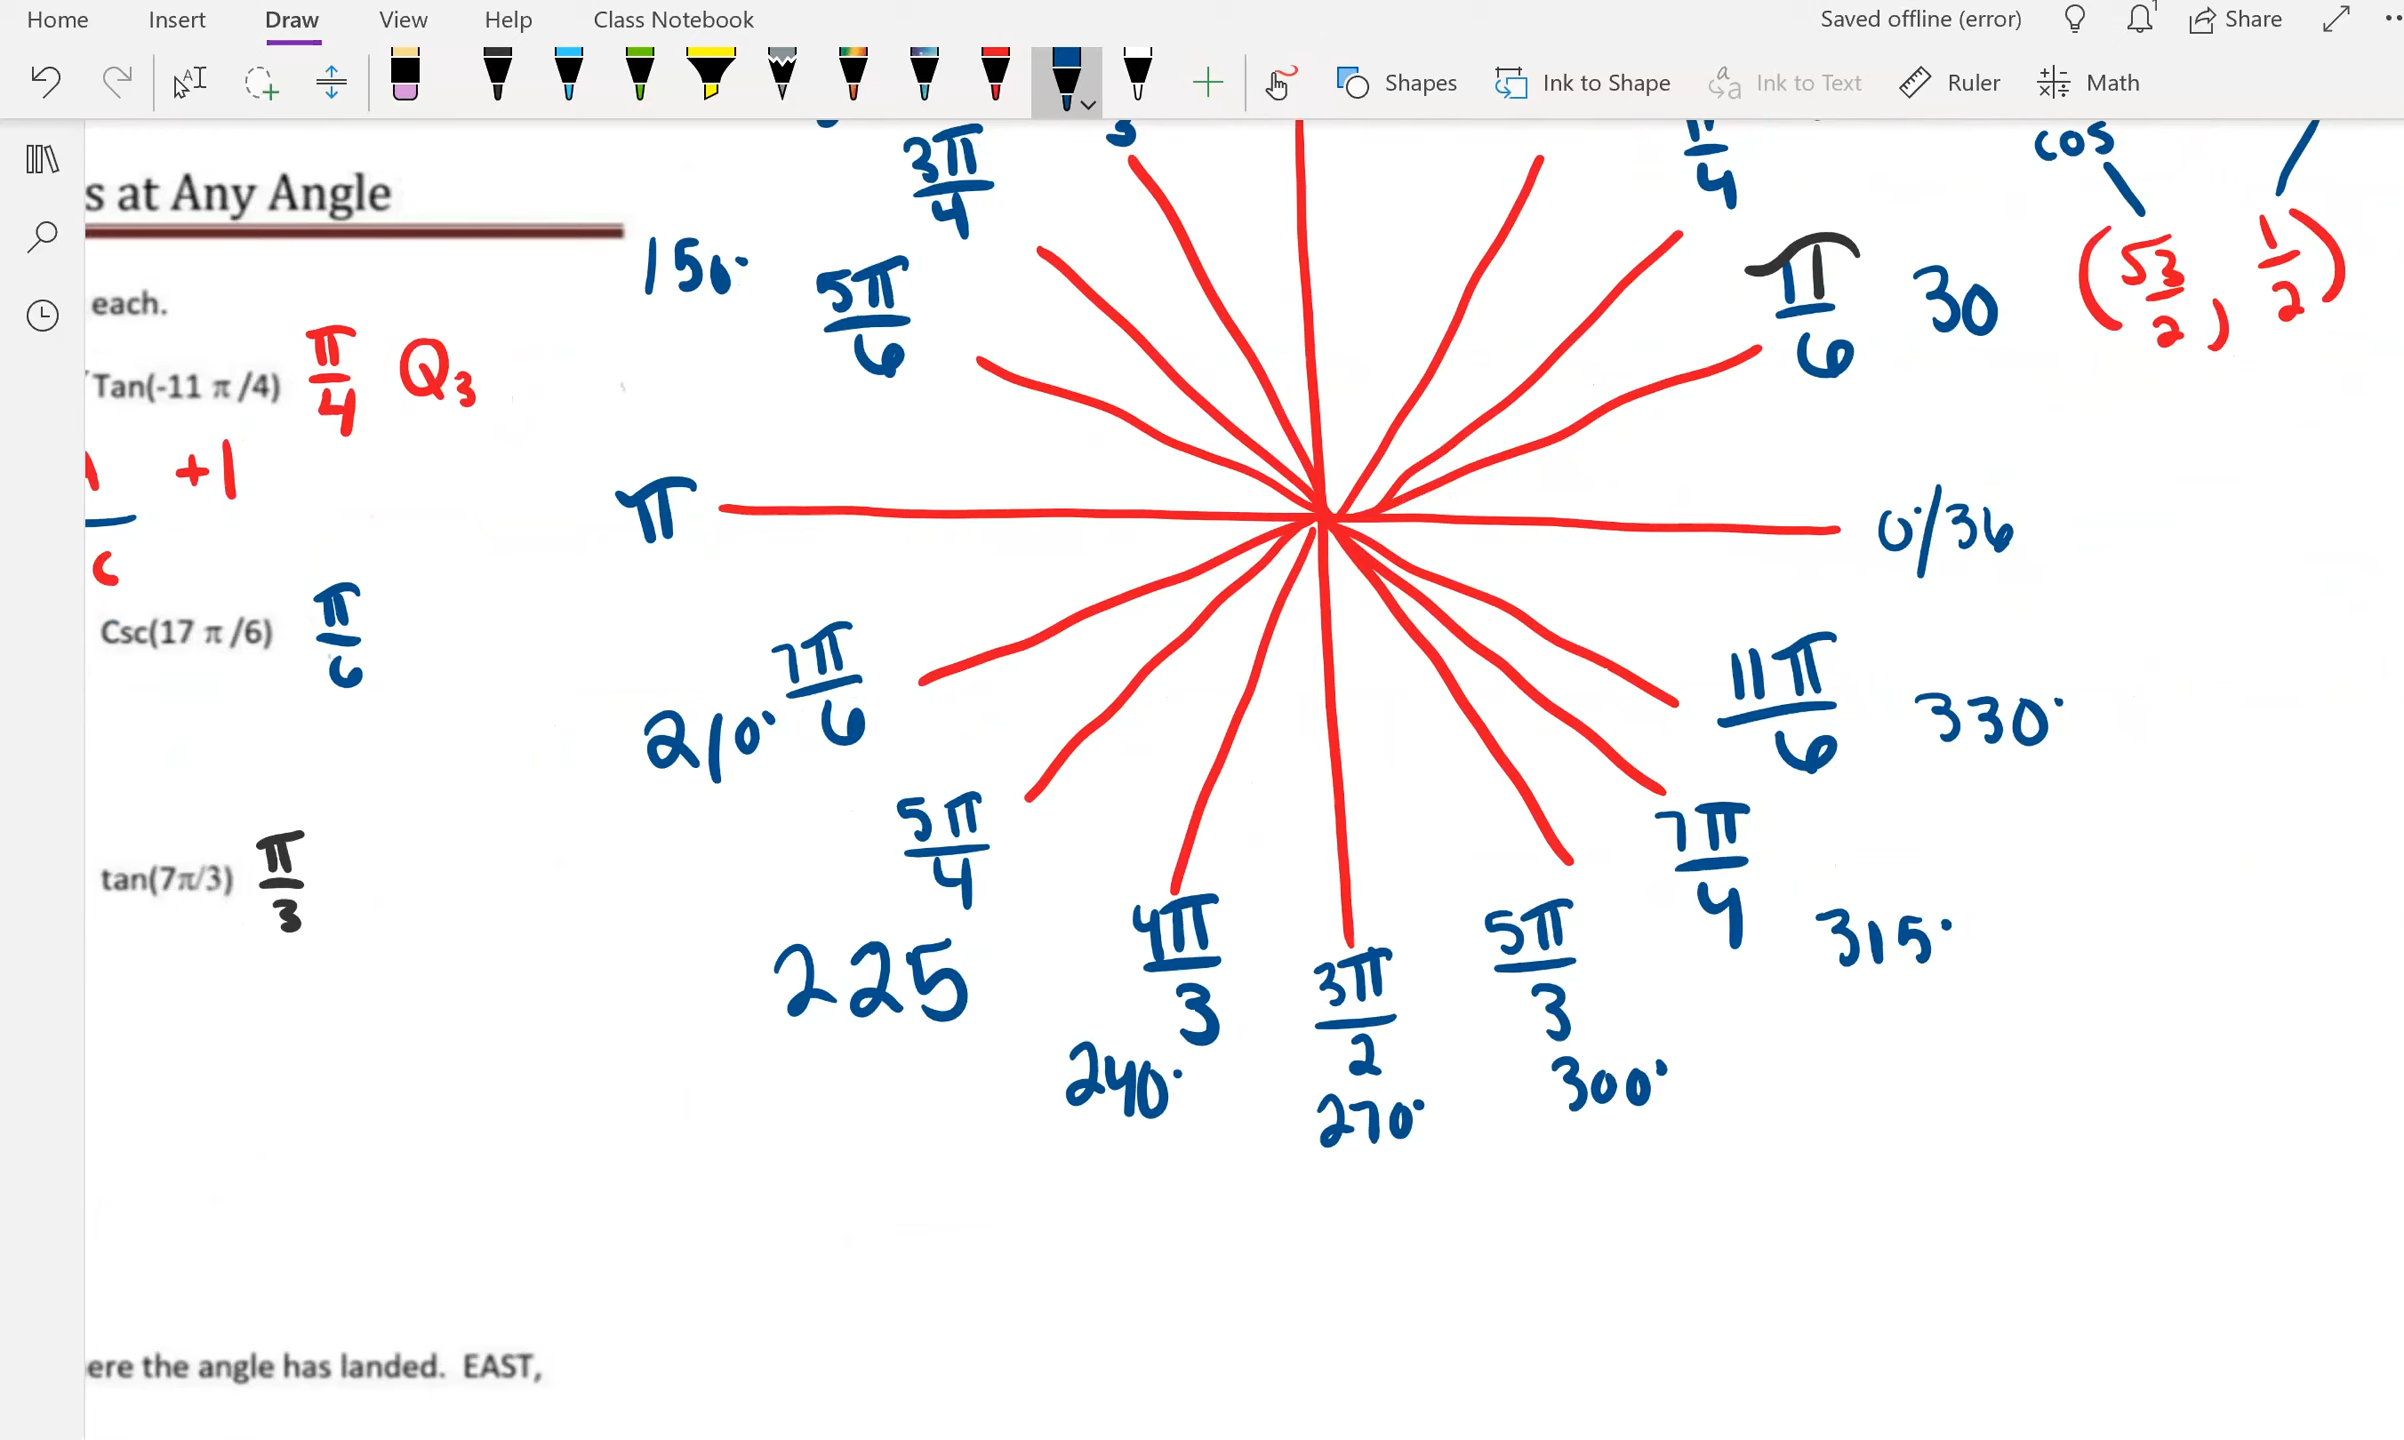 Home Insert Draw View Help Class Notebook Saved offline (error) 1 Share
Shapes Ink to Shape Ink to Text Ruler Math
s at Any Angle
each.
Tan(-11 π /4) π/4 Q3
+1
c
Csc(17 π /6) π/6
tan(7π/3) π/3
3π/4
π/4
cos
150° 5π/6
π/6 30 (√3/2, 1/2)
π
0°/36
7π/6
210°
11π/6 330°
5π/4
225
7π/4
315°
4π/3
240°
3π/2
270°
5π/3
300°
ere the angle has landed. EAST,